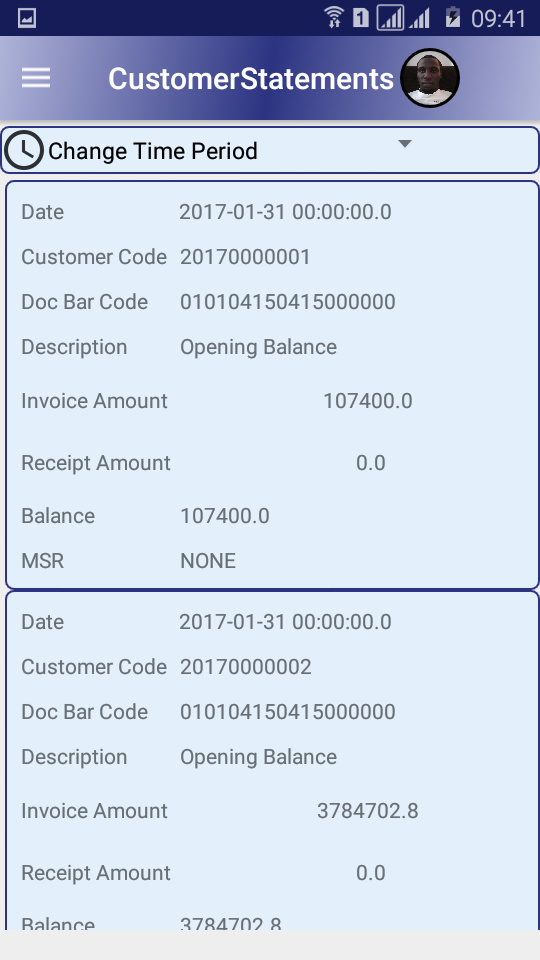 1 09:41
CustomerStatements
Change Time Period
Date 2017-01-31 00:00:00.0
Customer Code 20170000001
Doc Bar Code 010104150415000000
Description Opening Balance
Invoice Amount 107400.0
Receipt Amount 0.0
Balance 107400.0
MSR NONE
Date 2017-01-31 00:00:00.0
Customer Code 20170000002
Doc Bar Code 010104150415000000
Description Opening Balance
Invoice Amount 3784702.8
Receipt Amount 0.0
Balance 3784702.8